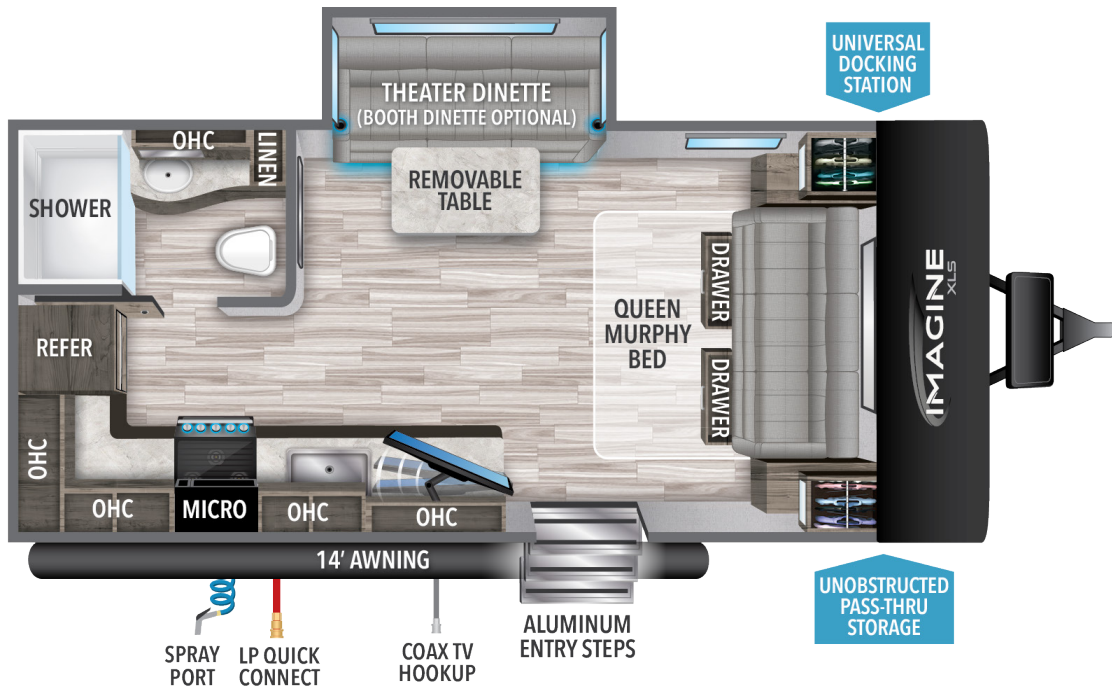 UNIVERSAL
DOCKING
STATION
THEATER DINETTE
(BOOTH DINETTE OPTIONAL)
OHC
LINEN
SHOWER
REMOVABLE
TABLE
DRAWER
QUEEN
MURPHY
BED
DRAWER
IMAGINE
XLS
REFER
OHC
OHC
MICRO
OHC
OHC
14' AWNING
UNOBSTRUCTED
PASS-THRU
STORAGE
ALUMINUM
ENTRY STEPS
SPRAY
PORT
LP QUICK
CONNECT
COAX TV
HOOKUP